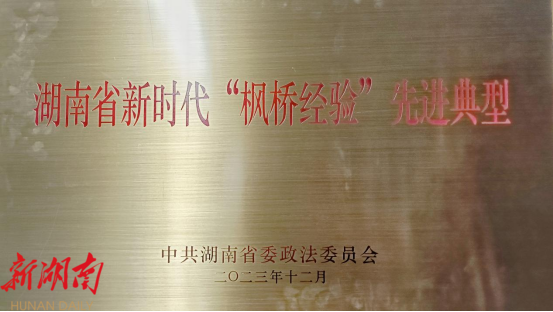 湖南省新时代“枫桥经验”先进典型
中共湖南省委政法委员会
二〇二三年十二月
新湖南
HUNAN